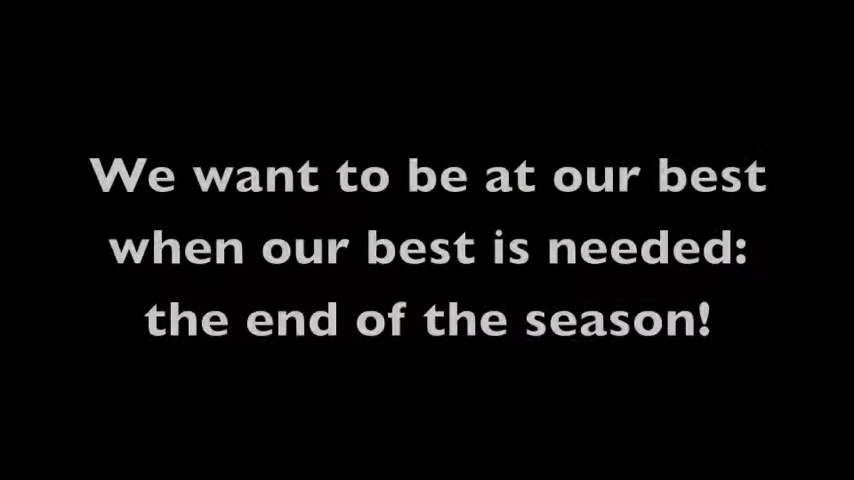 We want to be at our best
when our best is needed:
the end of the season!